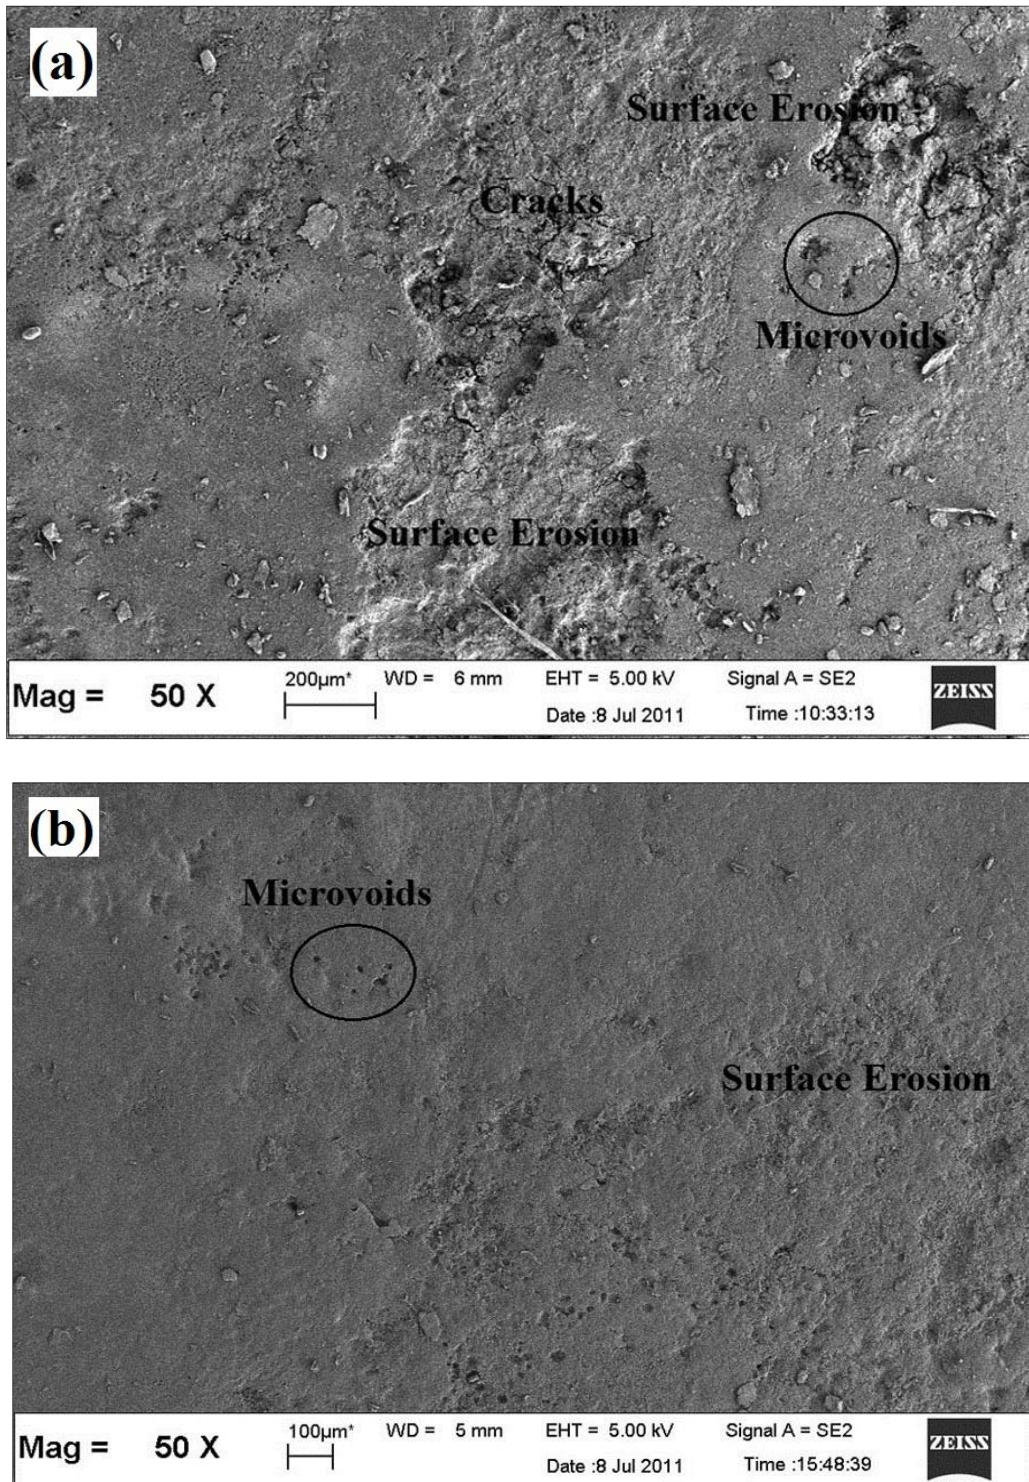 (a)
Surface Erosion
Cracks
Microvoids
Surface Erosion
Mag = 50 X
200µm*
WD = 6 mm
EHT = 5.00 kV
Signal A = SE2
Date :8 Jul 2011
Time :10:33:13
ZEISS
(b)
Microvoids
Surface Erosion
Mag = 50 X
100µm*
WD = 5 mm
EHT = 5.00 kV
Signal A = SE2
Date :8 Jul 2011
Time :15:48:39
ZEISS